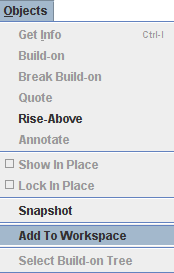 Objects
Get Info Ctrl-I
Build-on
Break Build-on
Quote
Rise-Above
Annotate
Show In Place
Lock In Place
Snapshot
Add To Workspace
Select Build-on Tree